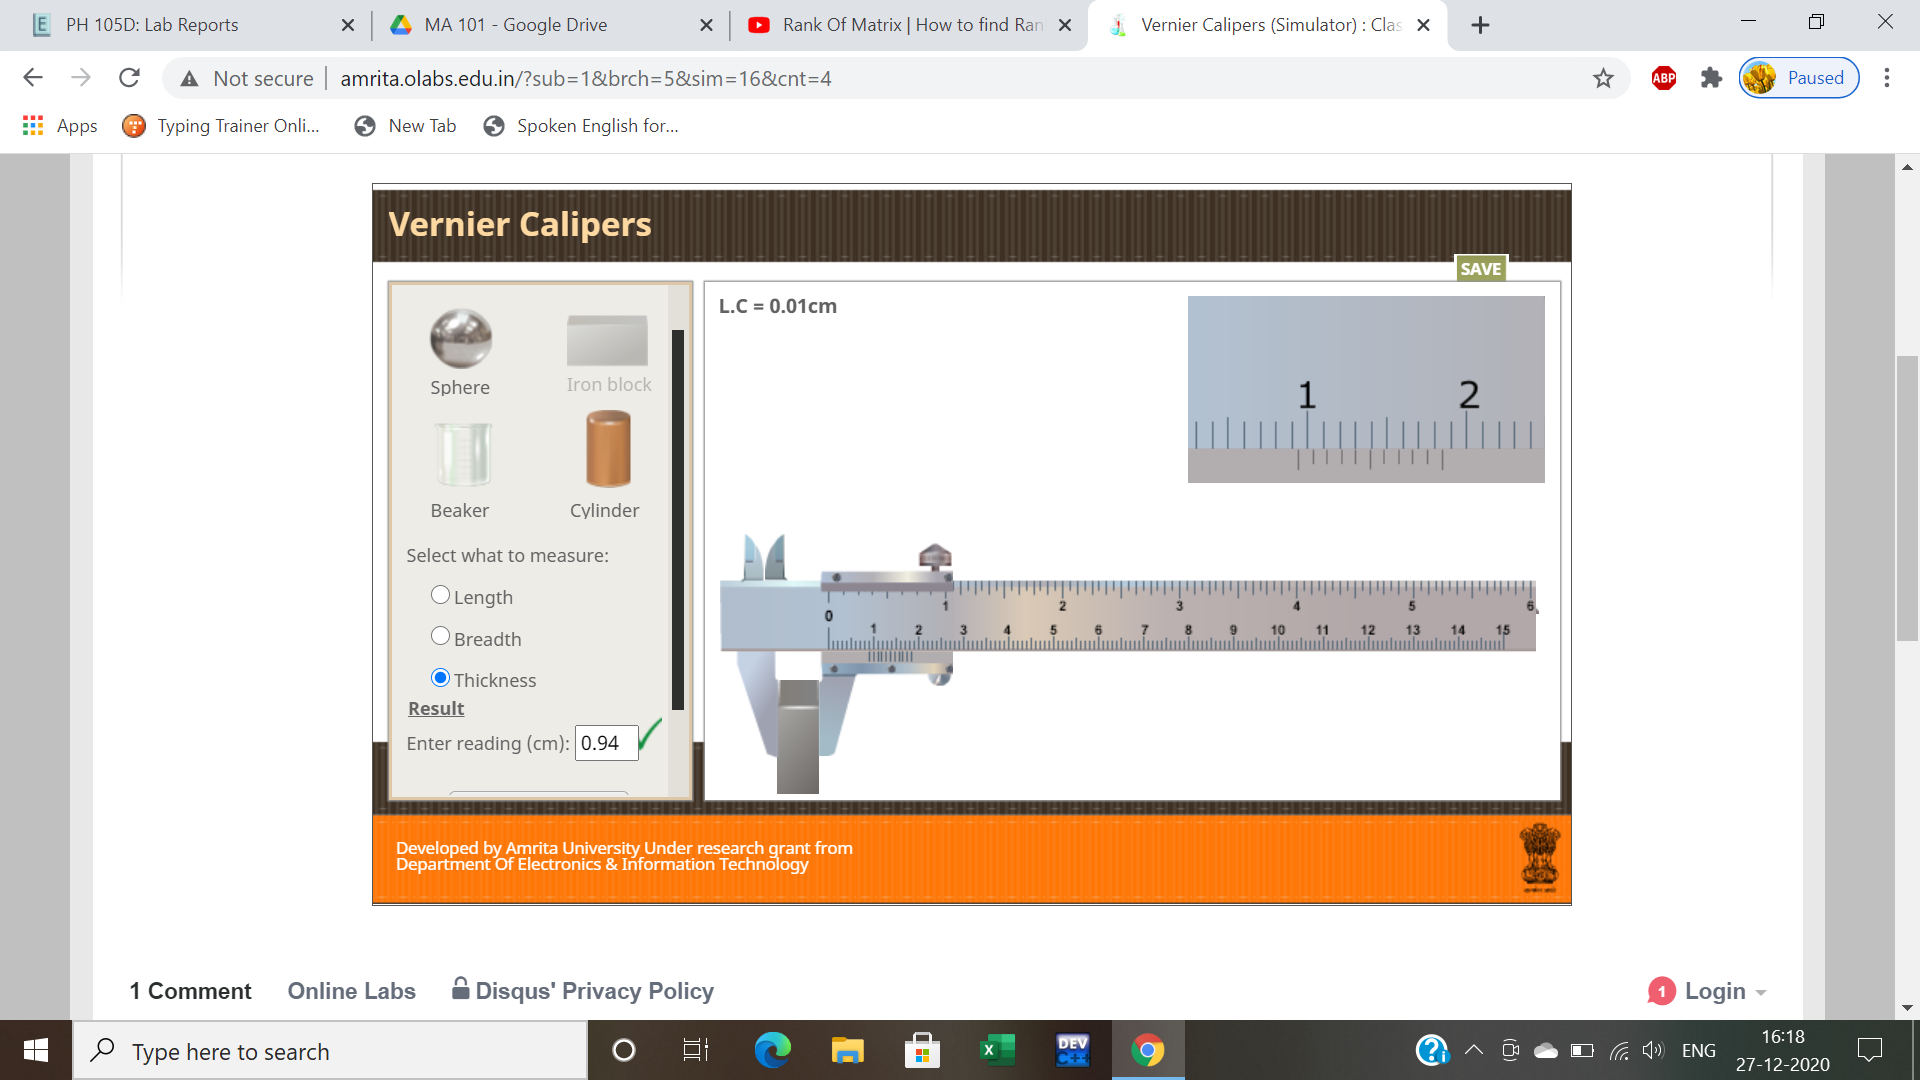 PH 105D: Lab Reports
MA 101 - Google Drive
Rank Of Matrix | How to find Ran
Vernier Calipers (Simulator) : Clas
Not secure
amrita.olabs.edu.in/?sub=1&brch=5&sim=16&cnt=4
ABP
Paused
Apps
Typing Trainer Onli...
New Tab
Spoken English for...
Vernier Calipers
SAVE
Sphere
Iron block
Beaker
Cylinder
Select what to measure:
Length
Breadth
Thickness
Result
Enter reading (cm): 0.94
L.C = 0.01cm
1 2
1 2 3 4 5 6
0
1 2 3 4 5 6 7 8 9 10 11 12 13 14 15
Developed by Amrita University Under research grant from
Department Of Electronics & Information Technology
1 Comment
Online Labs
Disqus' Privacy Policy
1
Login
Type here to search
DEV
C++
ENG
16:18
27-12-2020